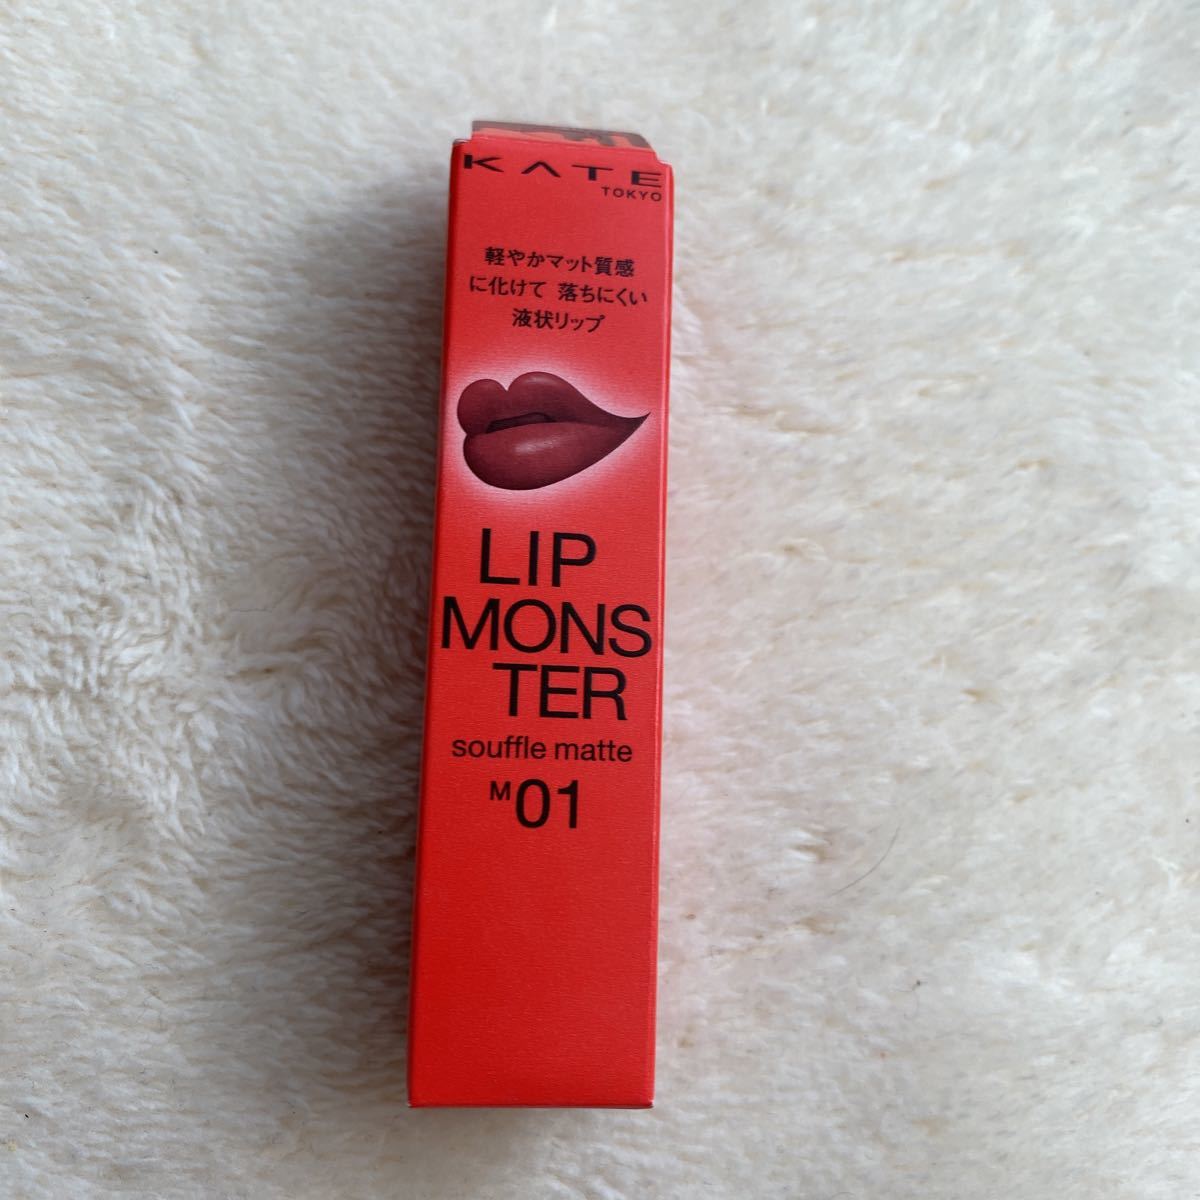 KATE
TOKYO
軽やかマット質感
に化けて 落ちにくい
液状リップ
LIP
MONS
TER
souffle matte
M01